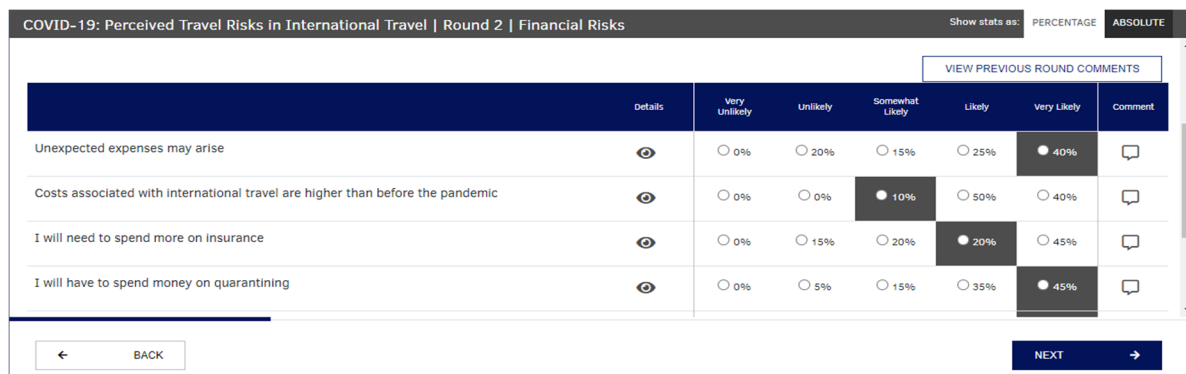 COVID-19: Perceived Travel Risks in International Travel | Round 2 | Financial Risks
Show stats as: PERCENTAGE ABSOLUTE
VIEW PREVIOUS ROUND COMMENTS
Details Very Unlikely Unlikely Somewhat Likely Likely Very Likely Comment
Unexpected expenses may arise 0% 20% 15% 25% 40%
Costs associated with international travel are higher than before the pandemic 0% 0% 10% 50% 40%
I will need to spend more on insurance 0% 15% 20% 20% 45%
I will have to spend money on quarantining 0% 5% 15% 35% 45%
BACK NEXT